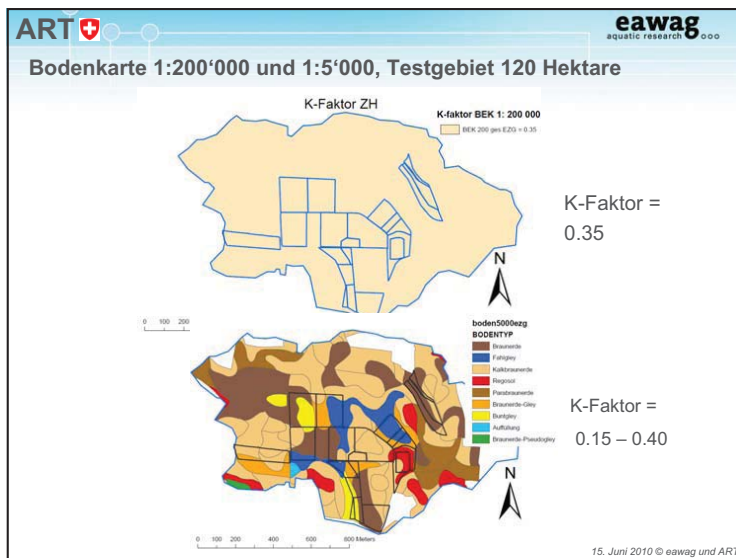 ART
eawag
aquatic research
Bodenkarte 1:200‘000 und 1:5‘000, Testgebiet 120 Hektare
K-Faktor ZH
K-faktor BEK 1: 200 000
BEK 200 ges EZG = 0.35
K-Faktor =
0.35
N
0 100 200
boden5000ezg
BODENTYP
Braunerde
Fahlgley
Kalkbraunerde
Regosol
Parabraunerde
Braunerde-Gley
Buntgley
Auffüllung
Braunerde-Pseudogley
K-Faktor =
0.15 – 0.40
N
0 100 200 400 600 800 Meters
15. Juni 2010 © eawag und ART